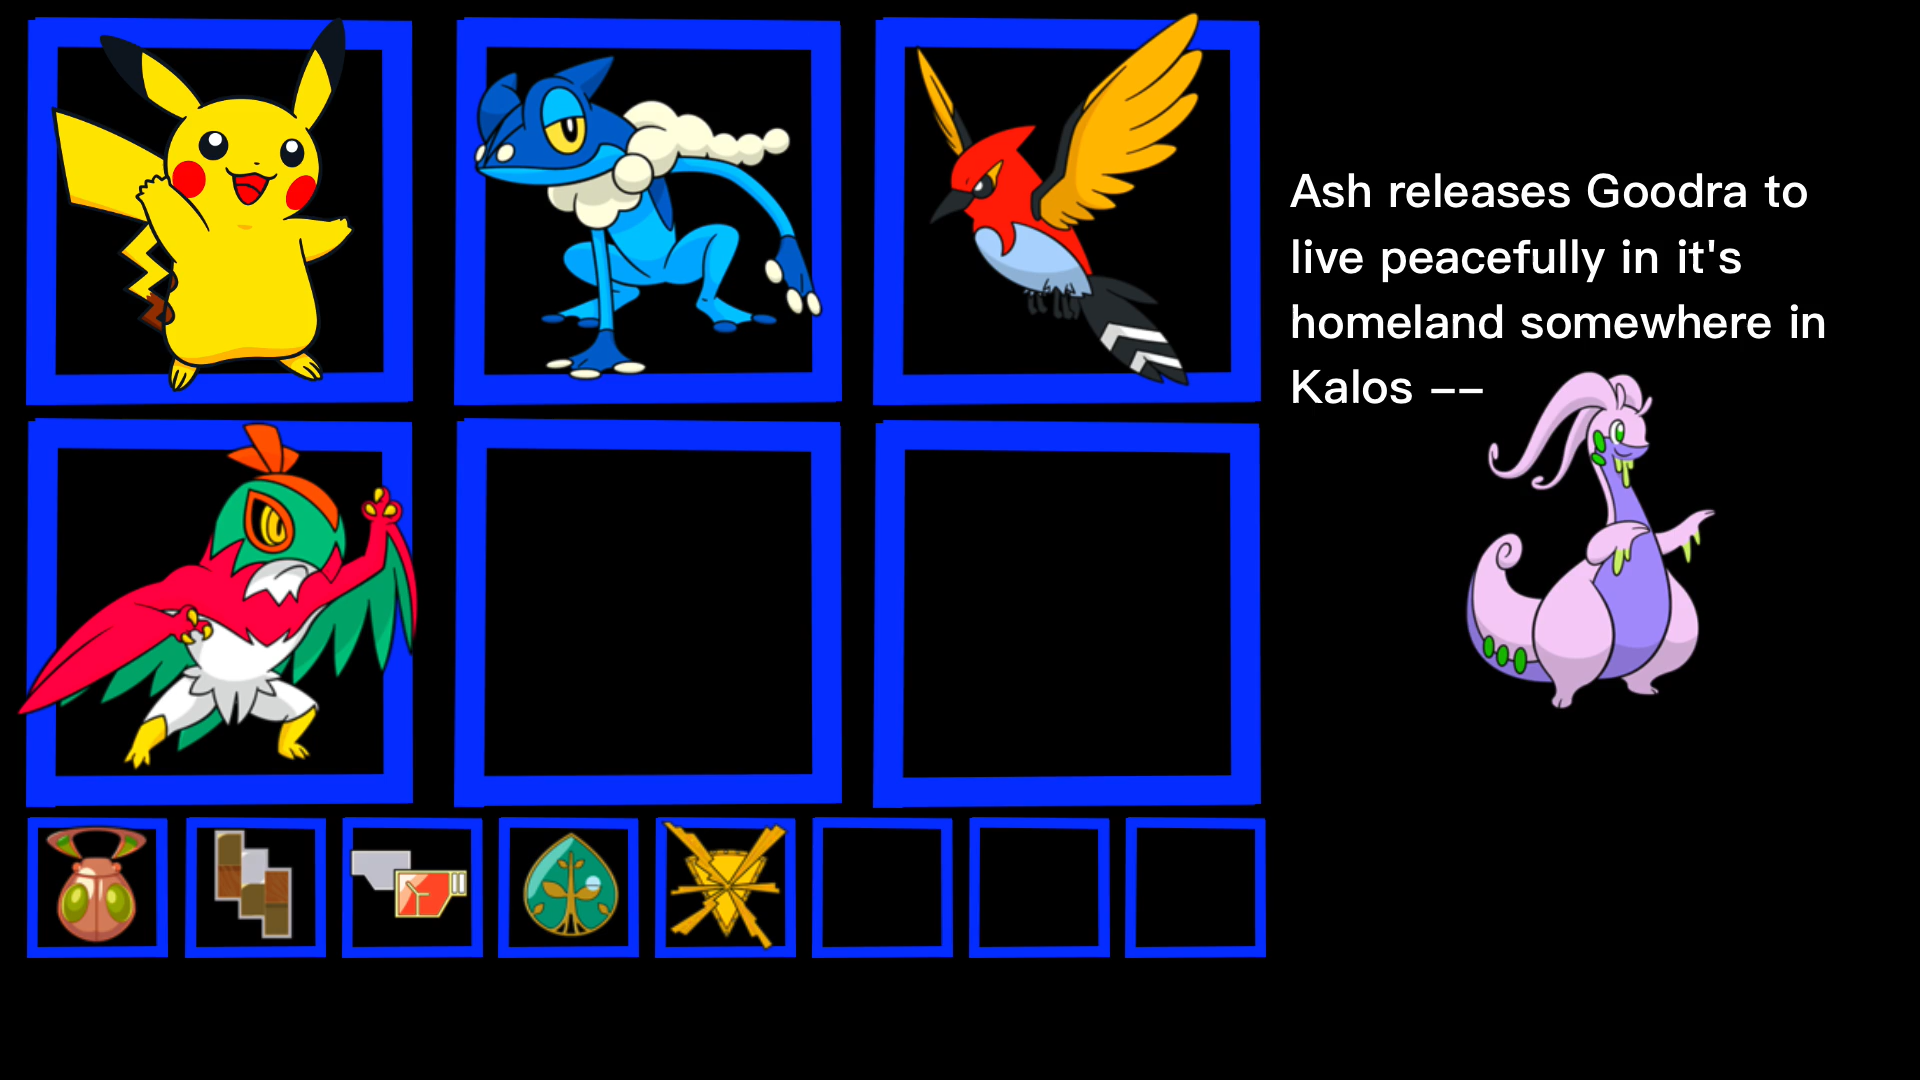 Ash releases Goodra to
live peacefully in it's
homeland somewhere in
Kalos --